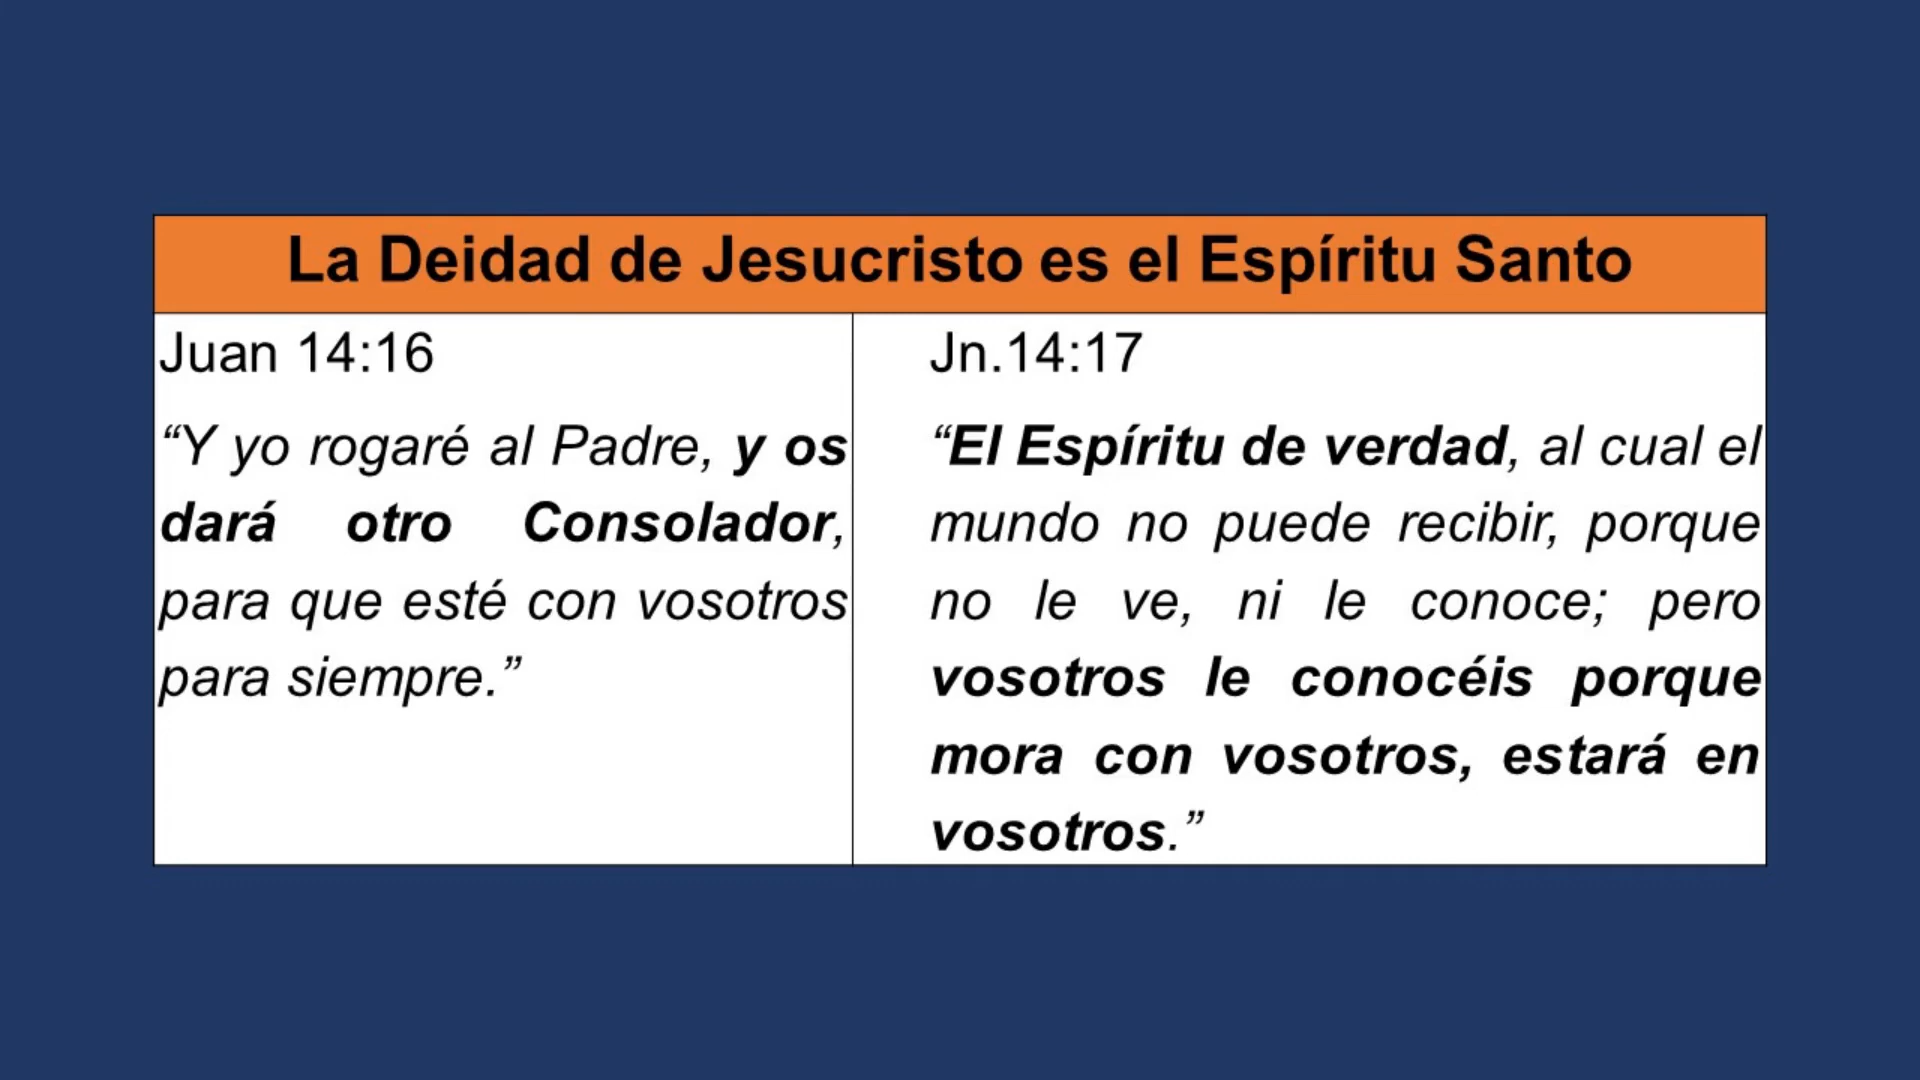 La Deidad de Jesucristo es el Espíritu Santo
Juan 14:16
“Y yo rogaré al Padre, y os
dará otro Consolador,
para que esté con vosotros
para siempre.”
Jn.14:17
“El Espíritu de verdad, al cual el
mundo no puede recibir, porque
no le ve, ni le conoce; pero
vosotros le conocéis porque
mora con vosotros, estará en
vosotros.”